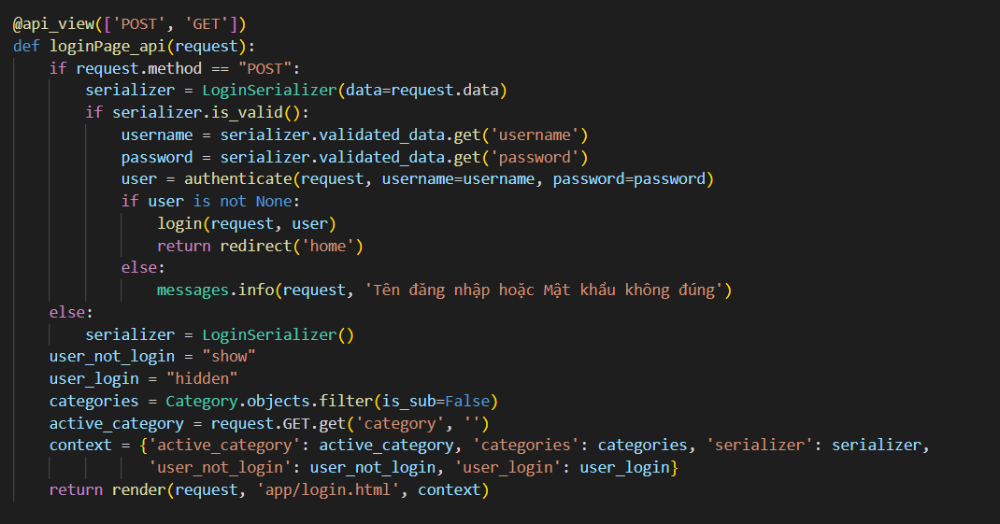 @api_view(['POST', 'GET'])
def loginPage_api(request):
    if request.method == "POST":
        serializer = LoginSerializer(data=request.data)
        if serializer.is_valid():
            username = serializer.validated_data.get('username')
            password = serializer.validated_data.get('password')
            user = authenticate(request, username=username, password=password)
            if user is not None:
                login(request, user)
                return redirect('home')
            else:
                messages.info(request, 'Tên đăng nhập hoặc Mật khẩu không đúng')
    else:
        serializer = LoginSerializer()
    user_not_login = "show"
    user_login = "hidden"
    categories = Category.objects.filter(is_sub=False)
    active_category = request.GET.get('category', '')
    context = {'active_category': active_category, 'categories': categories, 'serializer': serializer,
               'user_not_login': user_not_login, 'user_login': user_login}
    return render(request, 'app/login.html', context)